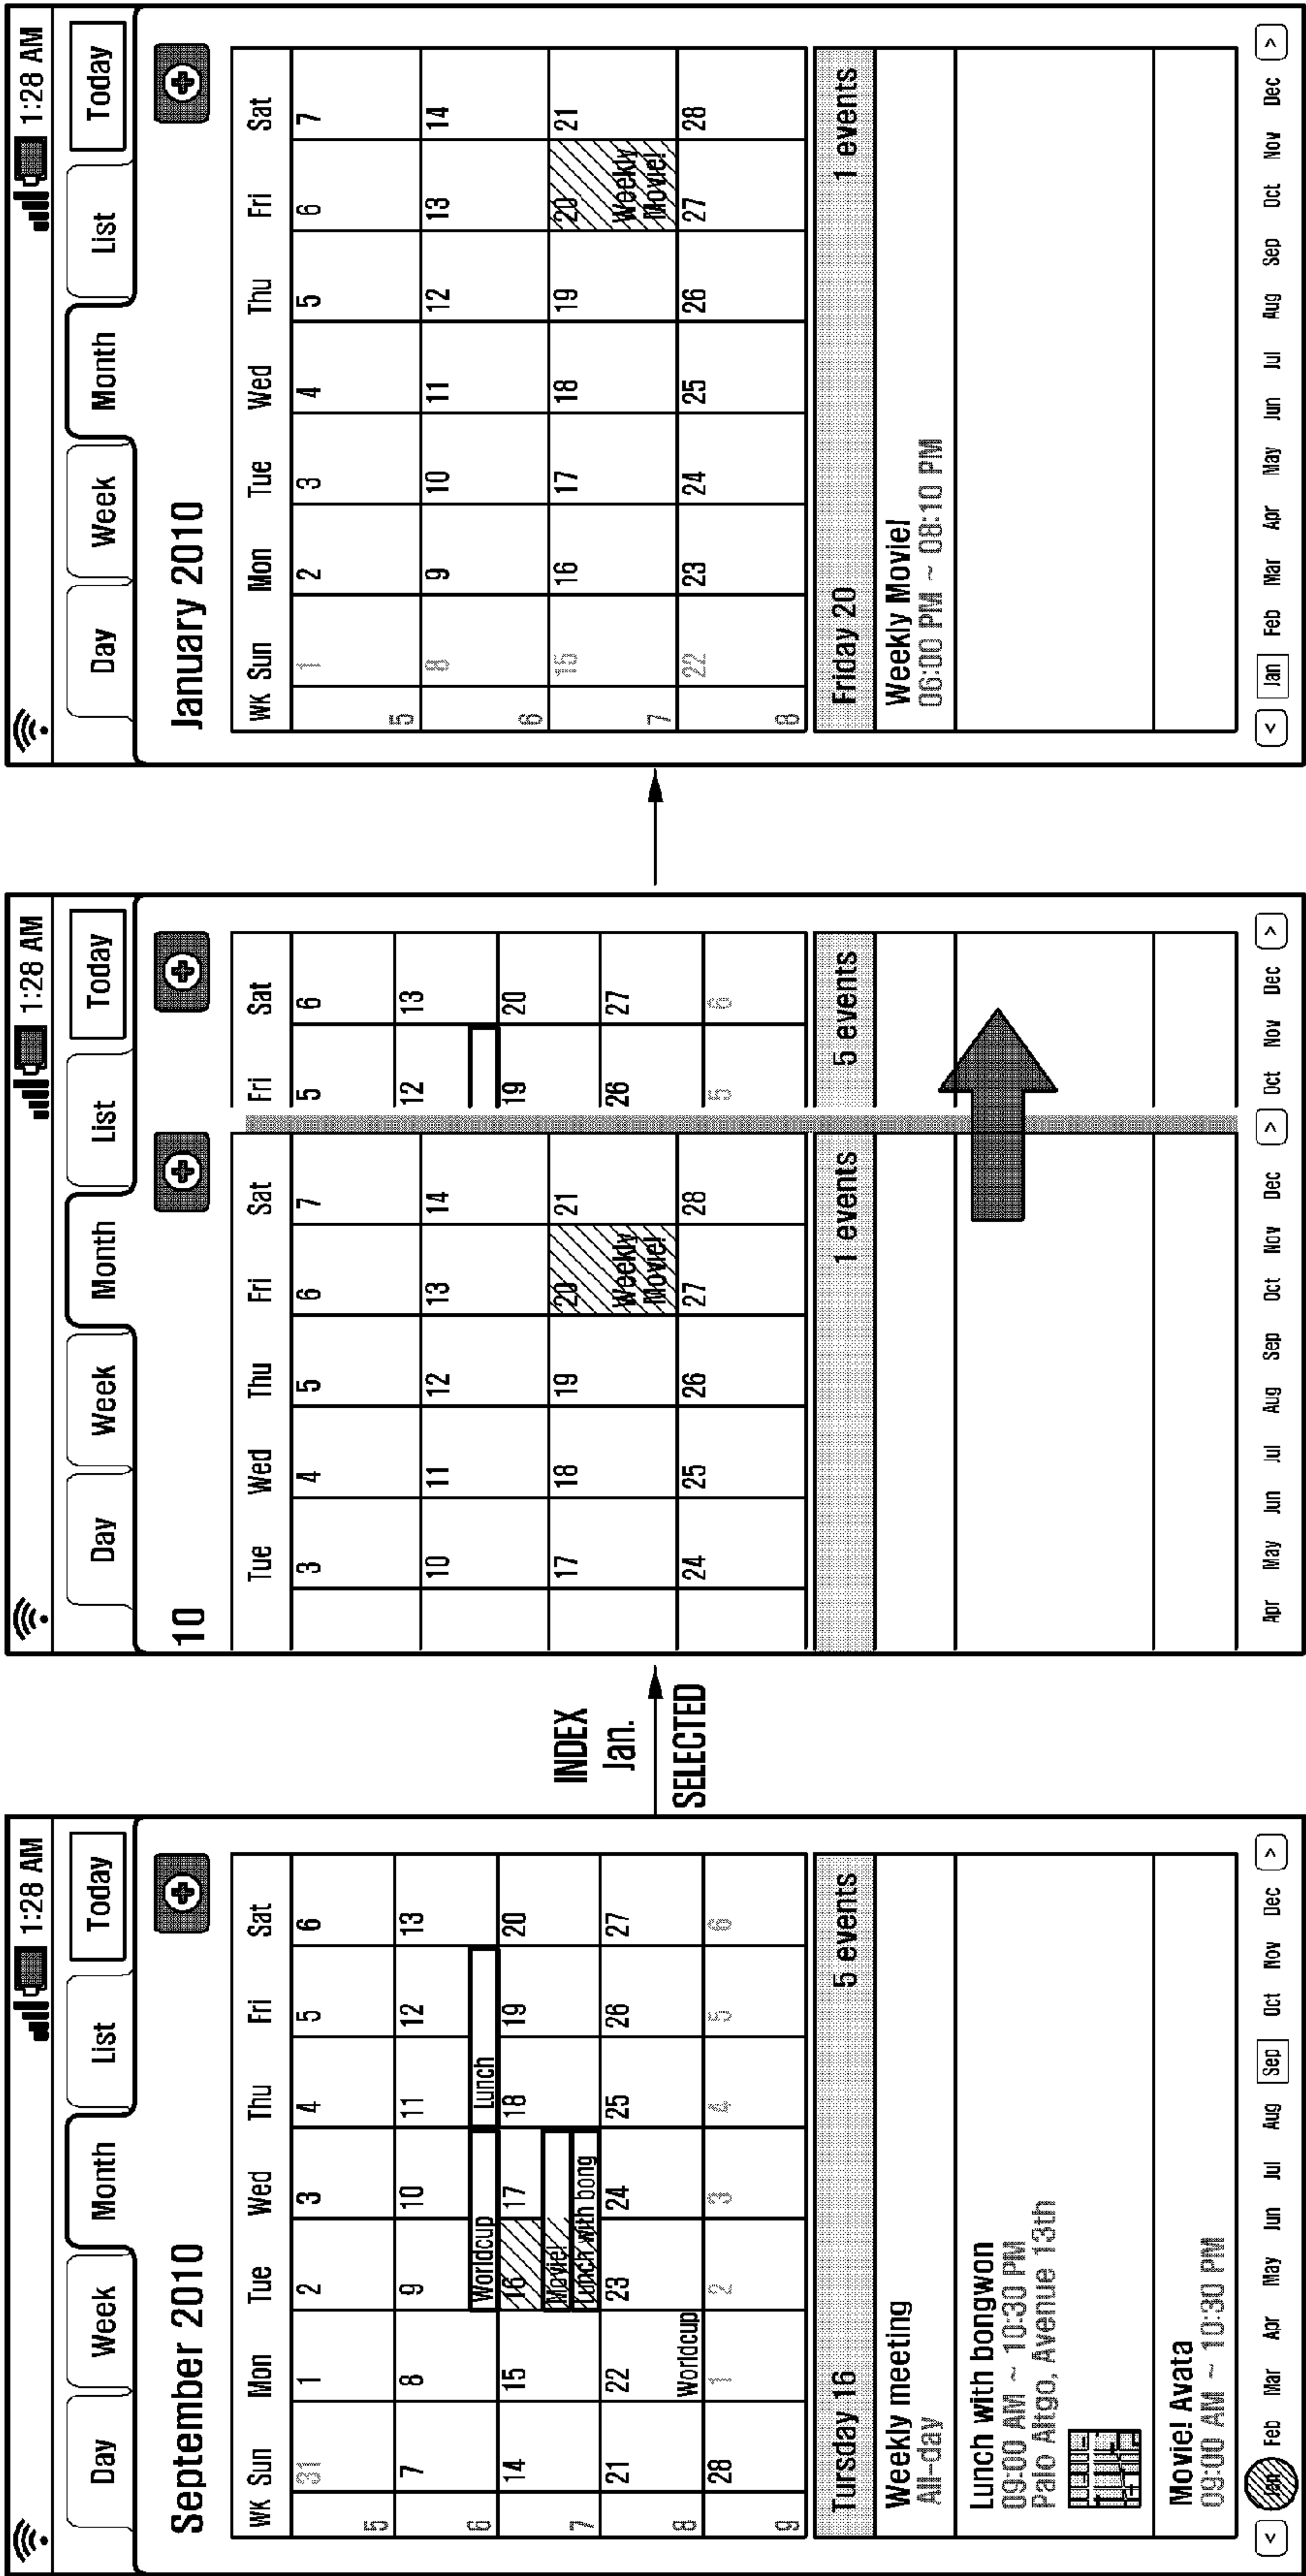 1:28 AM
Day Week Month List Today
September 2010
WK Sun Mon Tue Wed Thu Fri Sat
5 31 1 2 3 4 5 6
6 7 8 9 10 11 12 13
Worldcup Lunch
7 14 15 16 17 18 19 20
Movie!
Lunch with bong
8 21 22 23 24 25 26 27
Worldcup
9 28 1 2 3 4 5 6
Tursday 16 5 events
Weekly meeting
All-day
Lunch with bongwon
09:00 AM ~ 10:30 PM
Palo Altgo, Avenue 13th
Movie! Avata
09:00 AM ~ 10:30 PM
< Jan Feb Mar Apr May Jun Jul Aug Sep Oct Nov Dec >
INDEX
Jan.
SELECTED
1:28 AM
Day Week Month List Today
10
Tue Wed Thu Fri Sat
3 4 5 6 7
10 11 12 13 14
17 18 19 20 21
Weekly
Movie!
24 25 26 27 28
1 events
Apr May Jun Jul Aug Sep Oct Nov Dec >
Fri Sat
5 6
12 13
19 20
26 27
5 6
5 events
Oct Nov Dec >
1:28 AM
Day Week Month List Today
January 2010
WK Sun Mon Tue Wed Thu Fri Sat
5 1 2 3 4 5 6 7
6 8 9 10 11 12 13 14
7 15 16 17 18 19 20 21
Weekly
Movie!
8 22 23 24 25 26 27 28
Friday 20 1 events
Weekly Movie!
06:00 PM ~ 08:10 PM
< Jan Feb Mar Apr May Jun Jul Aug Sep Oct Nov Dec >